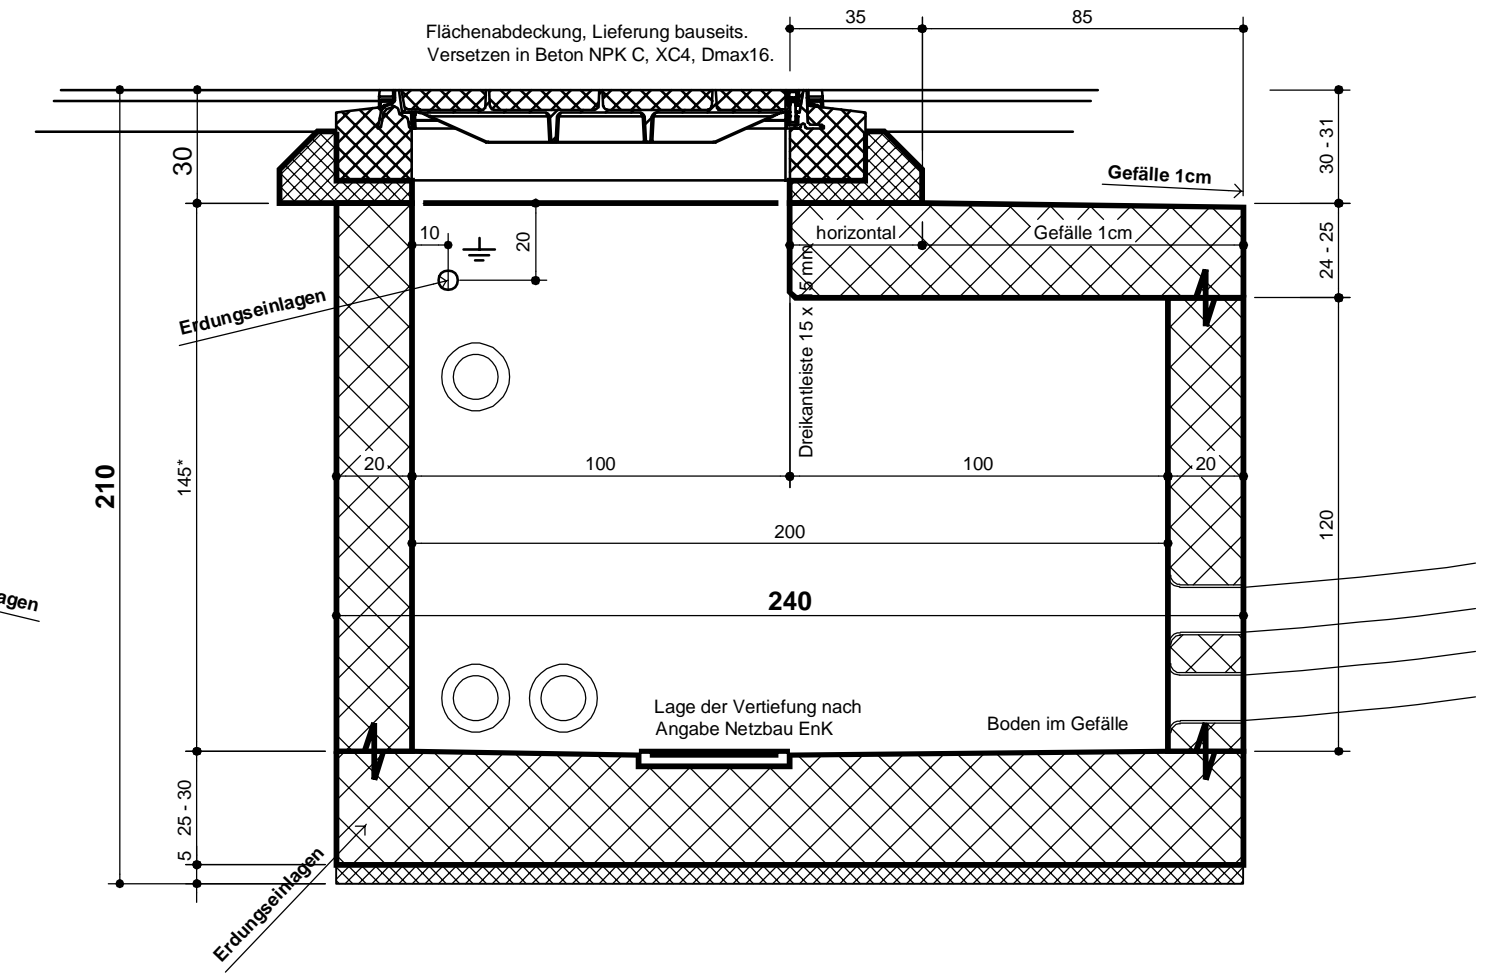 Flächenabdeckung, Lieferung bauseits.
Versetzen in Beton NPK C, XC4, Dmax16.
35
85
30
30 - 31
Gefälle 1cm
10
20
horizontal
Gefälle 1cm
24 - 25
Erdungseinlagen
Dreikantleiste 15 x 5 mm
210
145*
20
100
100
20
200
120
240
agen
Lage der Vertiefung nach
Angabe Netzbau EnK
Boden im Gefälle
25 - 30
5
Erdungseinlagen